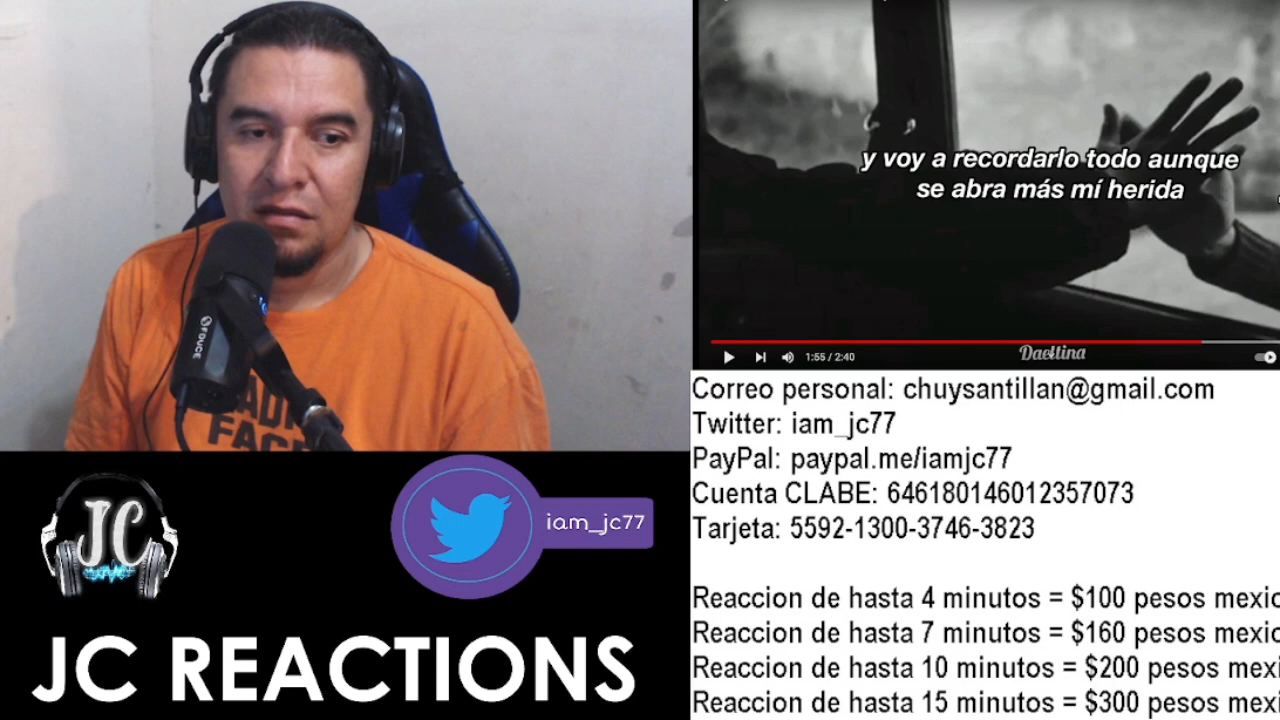 y voy a recordarlo todo aunque
se abra más mí herida
1:55 / 2:40
Daeltina
Correo personal: chuysantillan@gmail.com
Twitter: iam_jc77
PayPal: paypal.me/iamjc77
Cuenta CLABE: 646180146012357073
Tarjeta: 5592-1300-3746-3823
Reaccion de hasta 4 minutos = $100 pesos mexic
Reaccion de hasta 7 minutos = $160 pesos mexic
Reaccion de hasta 10 minutos = $200 pesos mexi
Reaccion de hasta 15 minutos = $300 pesos mexi
FDUCE
FACE
JC
iam_jc77
JC REACTIONS